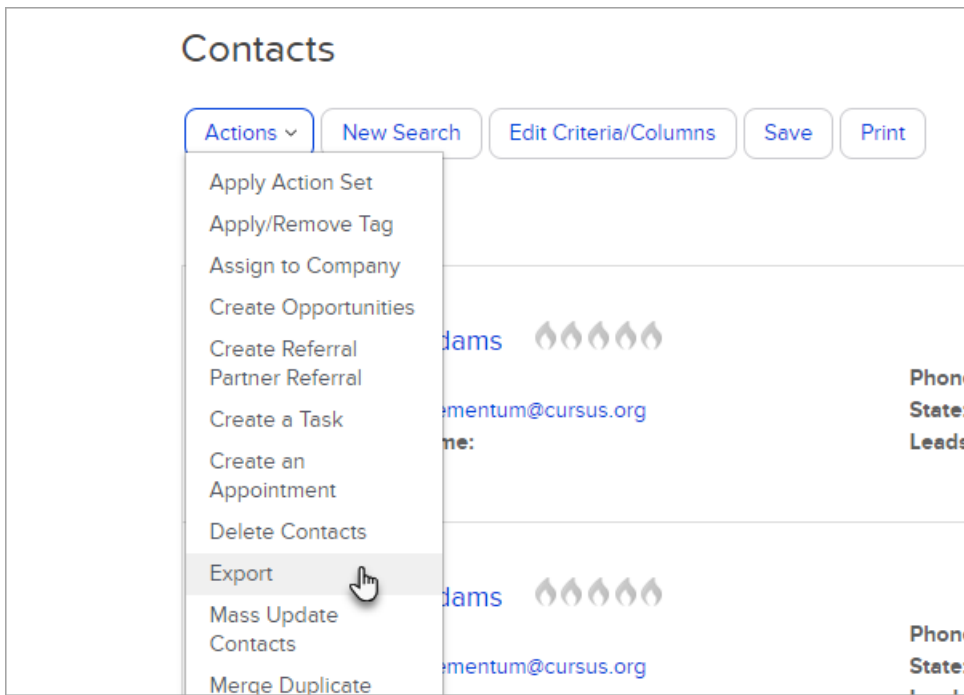 Contacts
Actions New Search Edit Criteria/Columns Save Print
Apply Action Set
Apply/Remove Tag
Assign to Company
Create Opportunities
Create Referral
Partner Referral
Create a Task
Create an
Appointment
Delete Contacts
Export
Mass Update
Contacts
Merge Duplicate
dams
Phone
ementum@cursus.org State:
me: Leads
dams
Phone
ementum@cursus.org State: